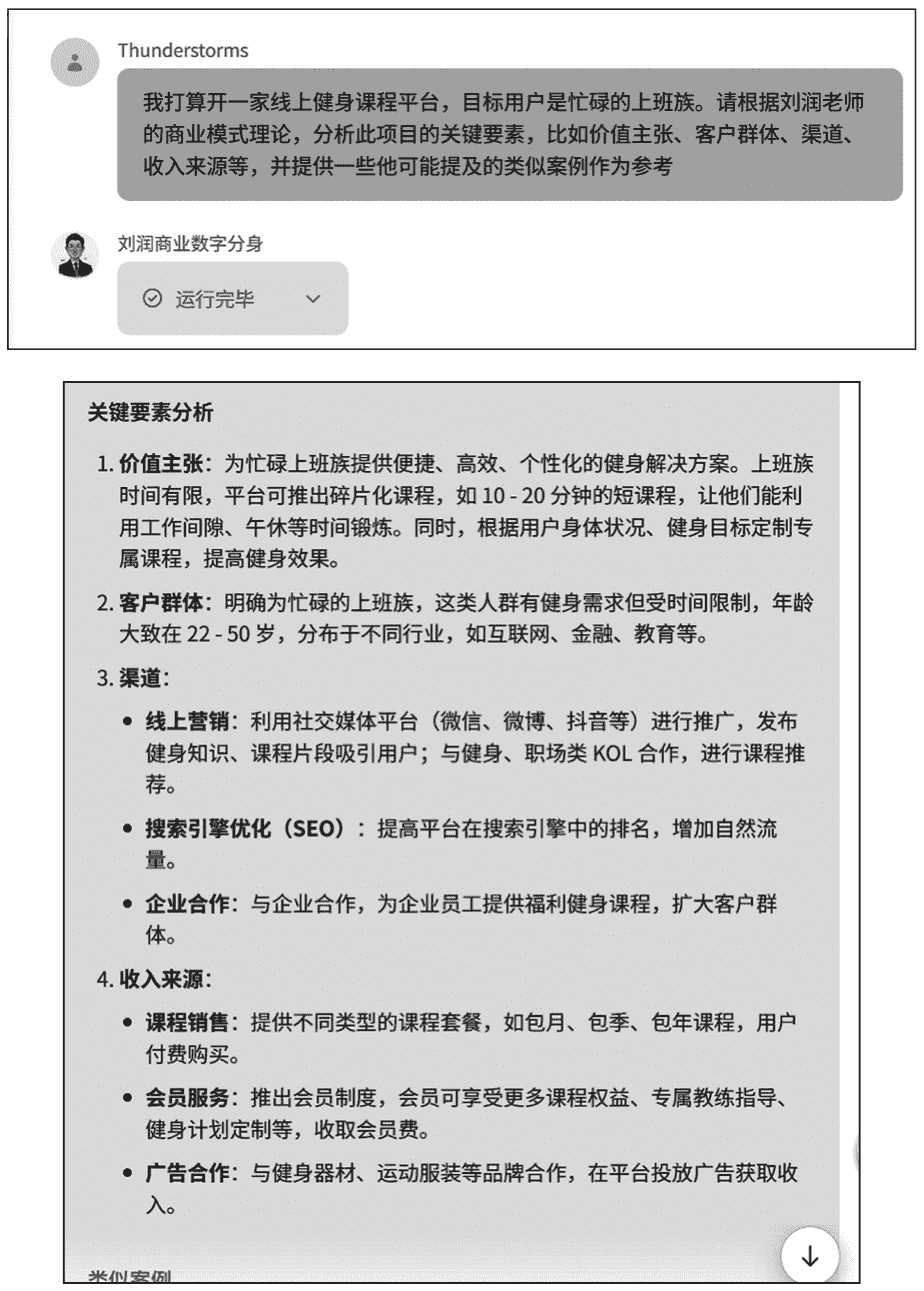 Thunderstorms
我打算开一家线上健身课程平台，目标用户是忙碌的上班族。请根据刘润老师
的商业模式理论，分析此项目的关键要素，比如价值主张、客户群体、渠道、
收入来源等，并提供一些他可能提及的类似案例作为参考
刘润商业数字分身
运行完毕
关键要素分析
1. 价值主张：为忙碌上班族提供便捷、高效、个性化的健身解决方案。上班族
时间有限，平台可推出碎片化课程，如 10 - 20 分钟的短课程，让他们能利
用工作间隙、午休等时间锻炼。同时，根据用户身体状况、健身目标定制专
属课程，提高健身效果。
2. 客户群体：明确为忙碌的上班族，这类人群有健身需求但受时间限制，年龄
大致在 22 - 50 岁，分布于不同行业，如互联网、金融、教育等。
3. 渠道：
• 线上营销：利用社交媒体平台（微信、微博、抖音等）进行推广，发布
健身知识、课程片段吸引用户；与健身、职场类 KOL 合作，进行课程推
荐。
• 搜索引擎优化（SEO）：提高平台在搜索引擎中的排名，增加自然流
量。
• 企业合作：与企业合作，为企业员工提供福利健身课程，扩大客户群
体。
4. 收入来源：
• 课程销售：提供不同类型的课程套餐，如包月、包季、包年课程，用户
付费购买。
• 会员服务：推出会员制度，会员可享受更多课程权益、专属教练指导、
健身计划定制等，收取会员费。
• 广告合作：与健身器材、运动服装等品牌合作，在平台投放广告获取收
入。
类似案例